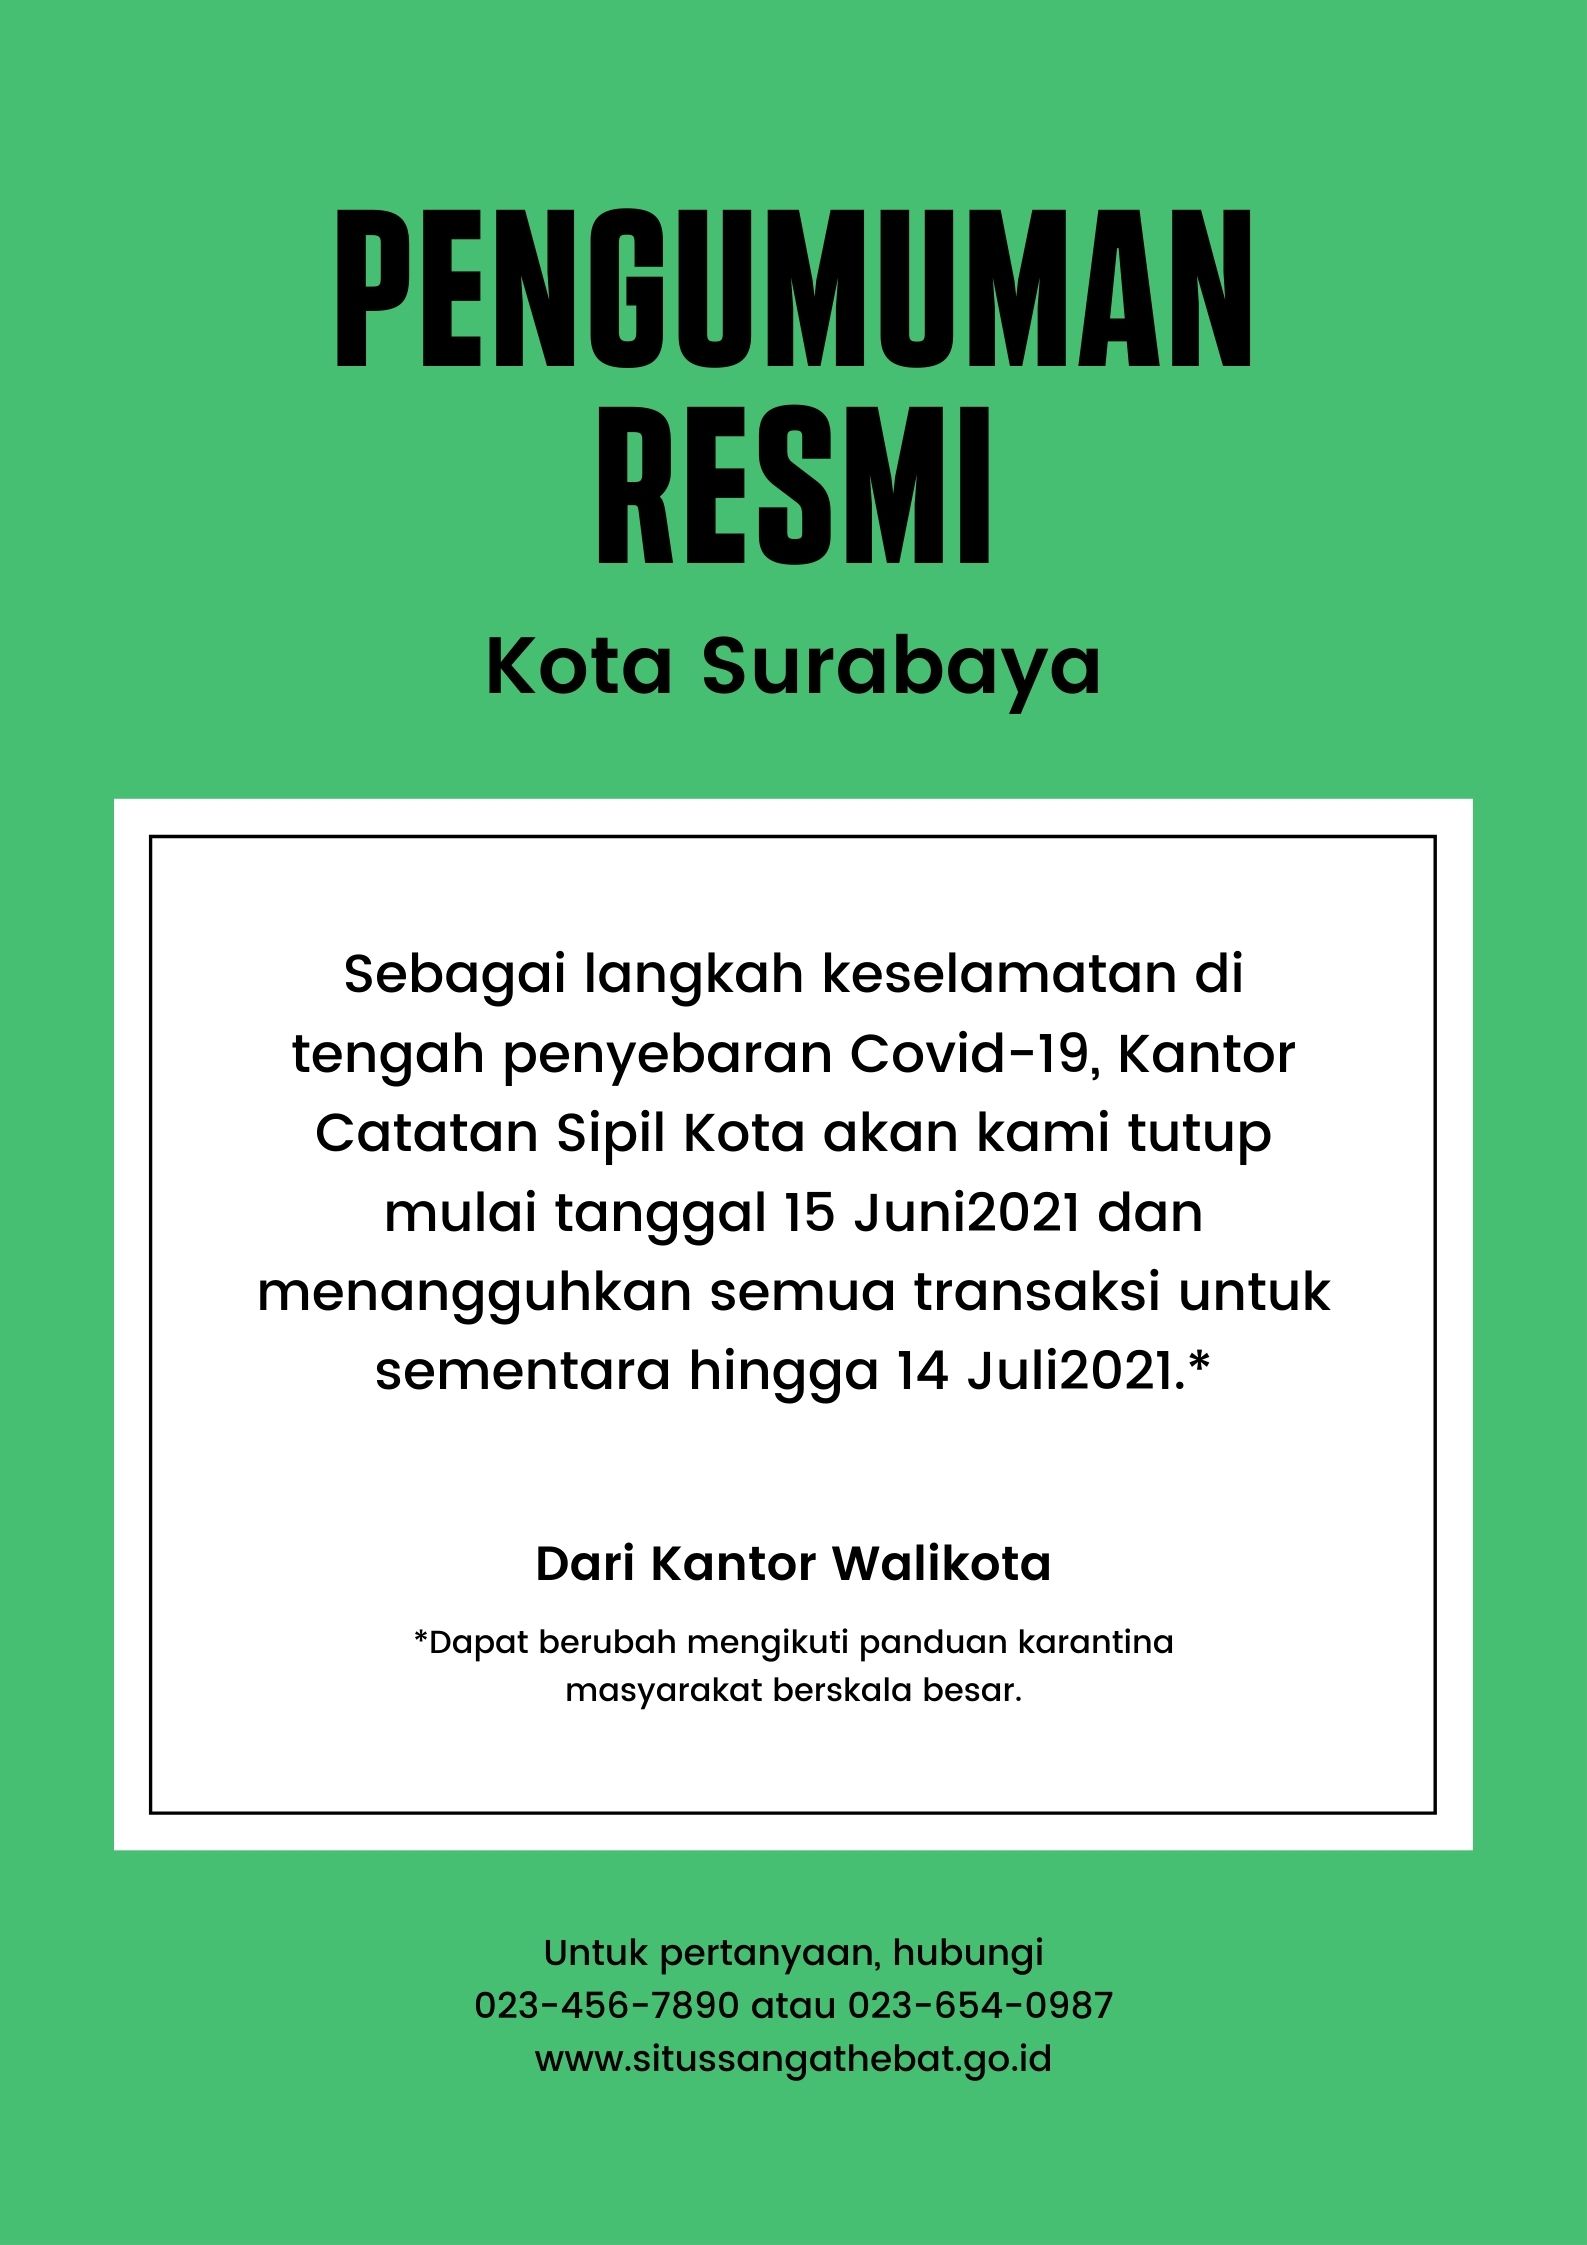 PENGUMUMAN
RESMI
Kota Surabaya
Sebagai langkah keselamatan di
tengah penyebaran Covid-19, Kantor
Catatan Sipil Kota akan kami tutup
mulai tanggal 15 Juni2021 dan
menangguhkan semua transaksi untuk
sementara hingga 14 Juli2021.*
Dari Kantor Walikota
*Dapat berubah mengikuti panduan karantina
masyarakat berskala besar.
Untuk pertanyaan, hubungi
023-456-7890 atau 023-654-0987
www.situssangathebat.go.id